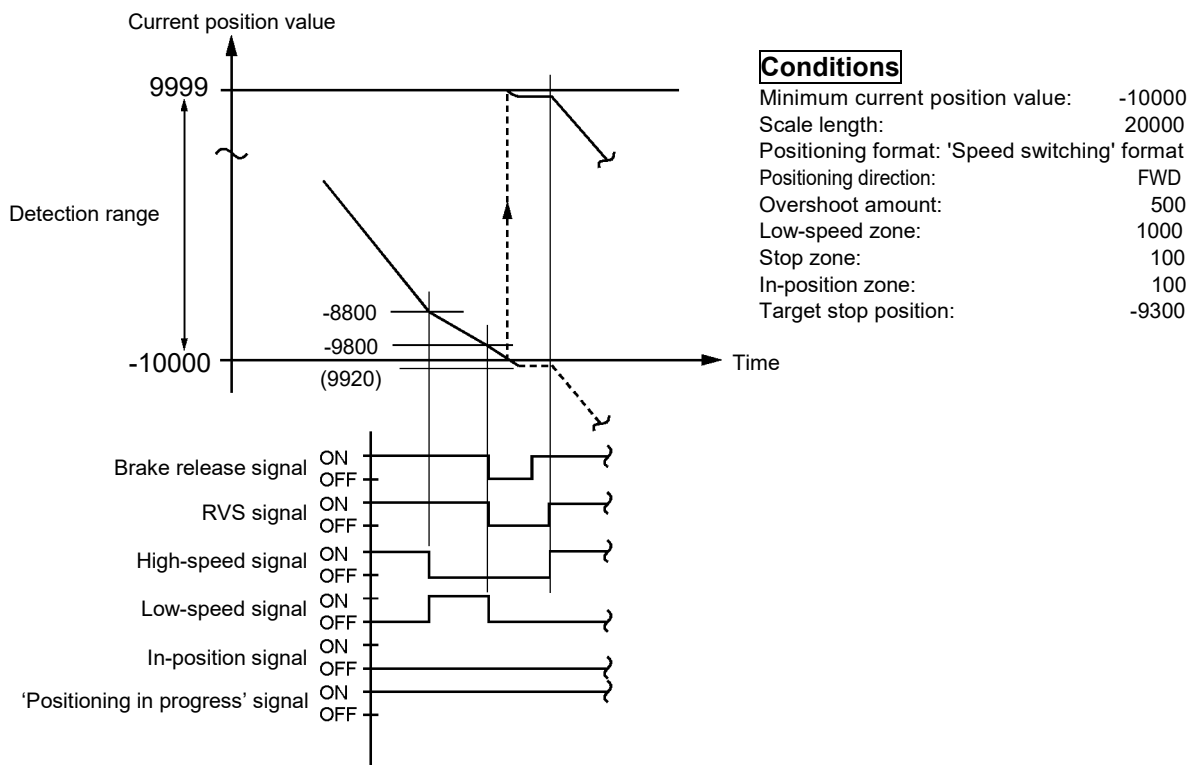 Current position value
9999
Detection range
-8800
-9800
-10000
(9920)
Time
Conditions
Minimum current position value: -10000
Scale length: 20000
Positioning format: 'Speed switching' format
Positioning direction: FWD
Overshoot amount: 500
Low-speed zone: 1000
Stop zone: 100
In-position zone: 100
Target stop position: -9300
Brake release signal ON
OFF
RVS signal ON
OFF
High-speed signal ON
OFF
Low-speed signal ON
OFF
In-position signal ON
OFF
‘Positioning in progress’ signal ON
OFF